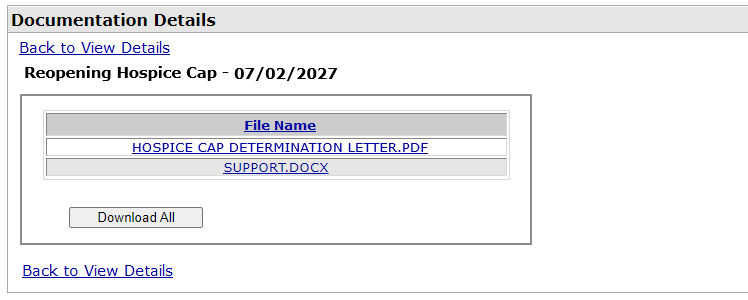 Documentation Details
Back to View Details
Reopening Hospice Cap - 07/02/2027
File Name
HOSPICE CAP DETERMINATION LETTER.PDF
SUPPORT.DOCX
Download All
Back to View Details